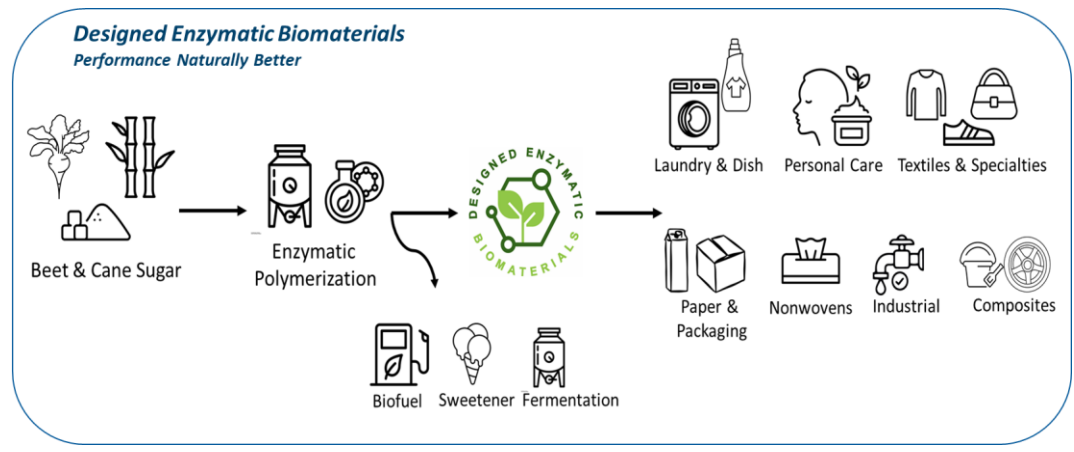 Designed Enzymatic Biomaterials
Performance Naturally Better
Beet & Cane Sugar
Enzymatic
Polymerization
DESIGNED ENZYMATIC
BIOMATERIALS
Biofuel
Sweetener
Fermentation
Laundry & Dish
Personal Care
Textiles & Specialties
Paper &
Packaging
Nonwovens
Industrial
Composites